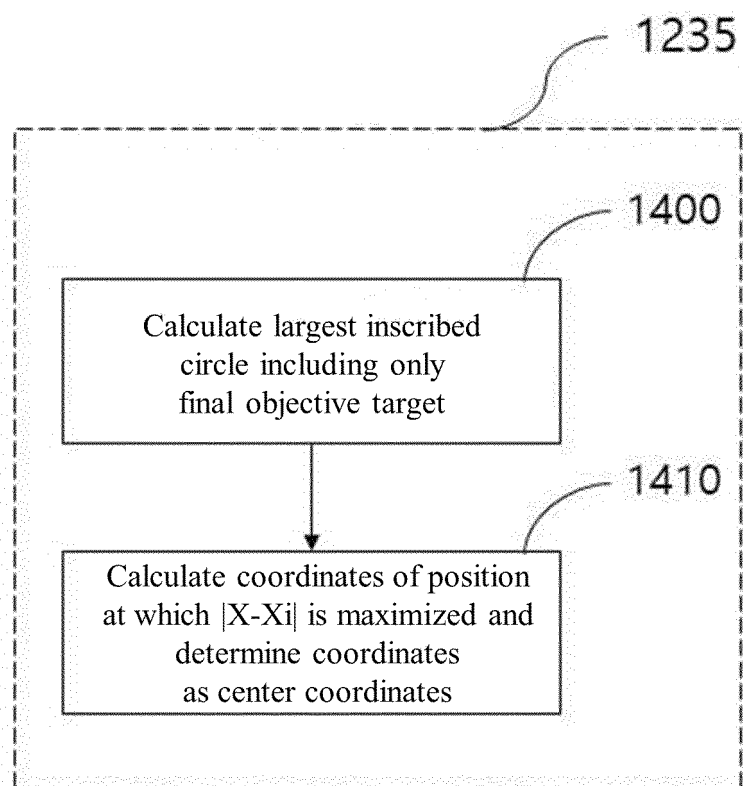 1235
1400
Calculate largest inscribed
circle including only
final objective target
1410
Calculate coordinates of position
at which |X-Xi| is maximized and
determine coordinates
as center coordinates